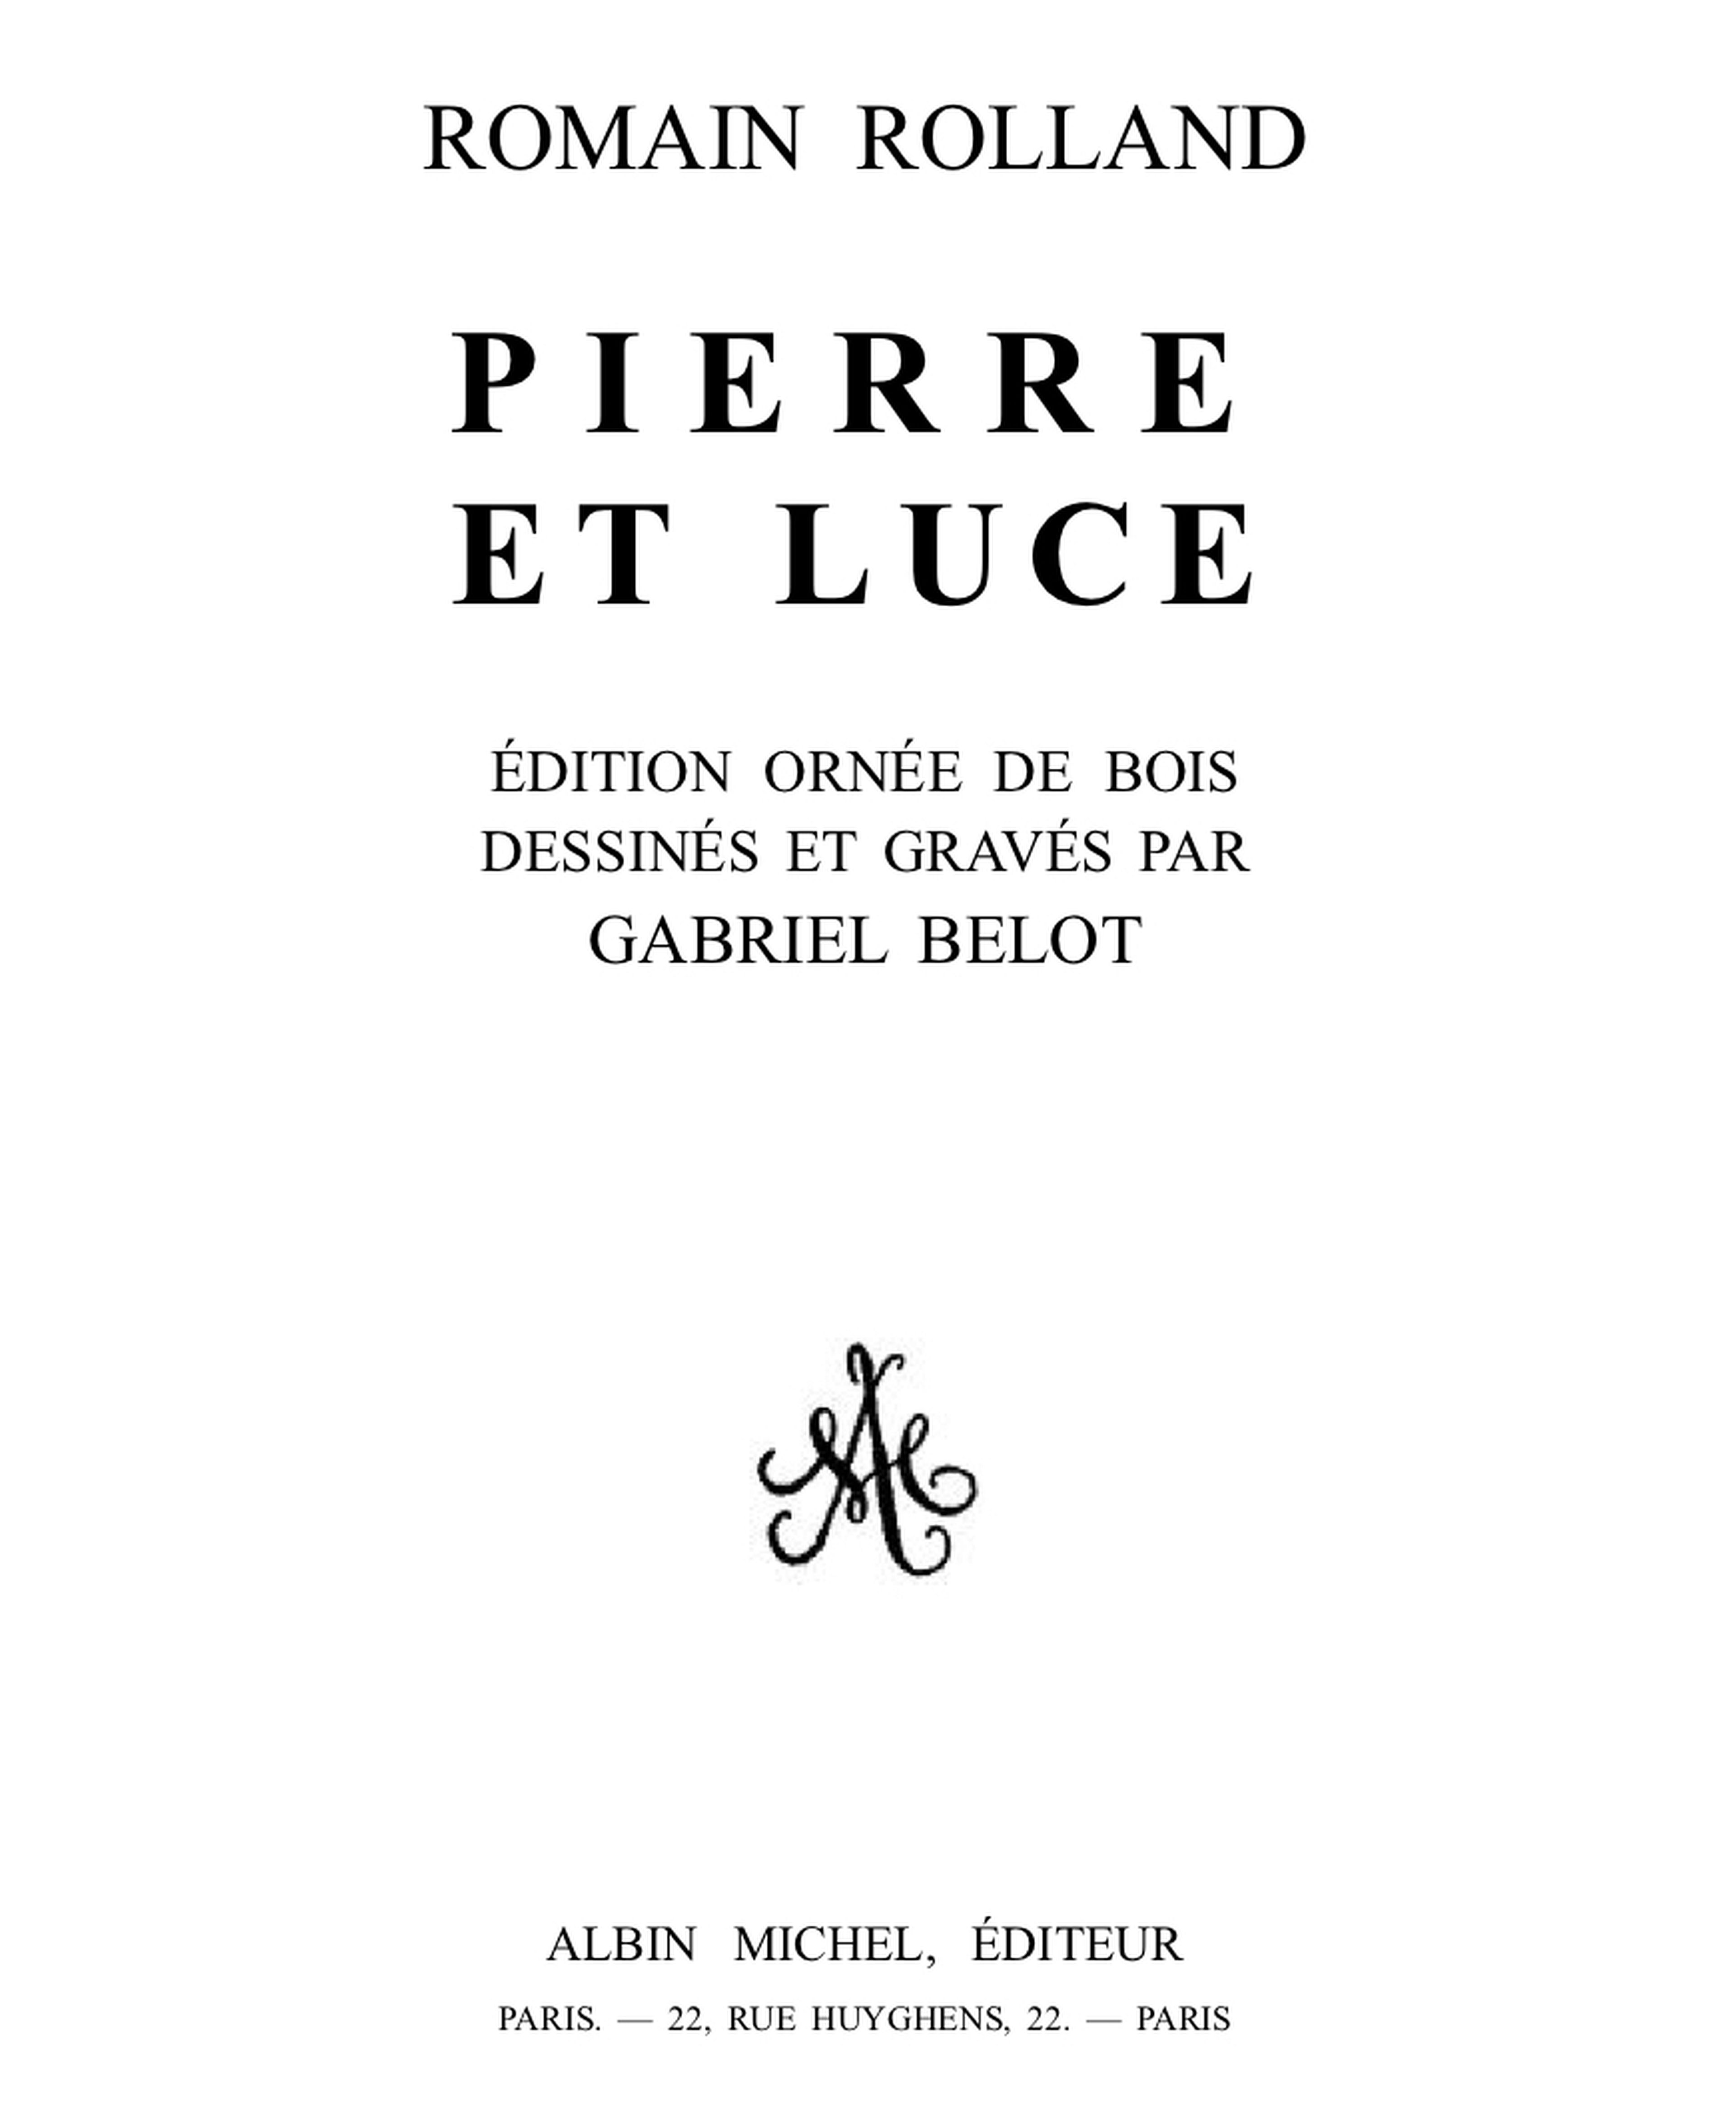 ROMAIN ROLLAND
PIERRE
ET LUCE
ÉDITION ORNÉE DE BOIS
DESSINÉS ET GRAVÉS PAR
GABRIEL BELOT
ALBIN MICHEL, ÉDITEUR
PARIS. — 22, RUE HUYGHENS, 22. — PARIS